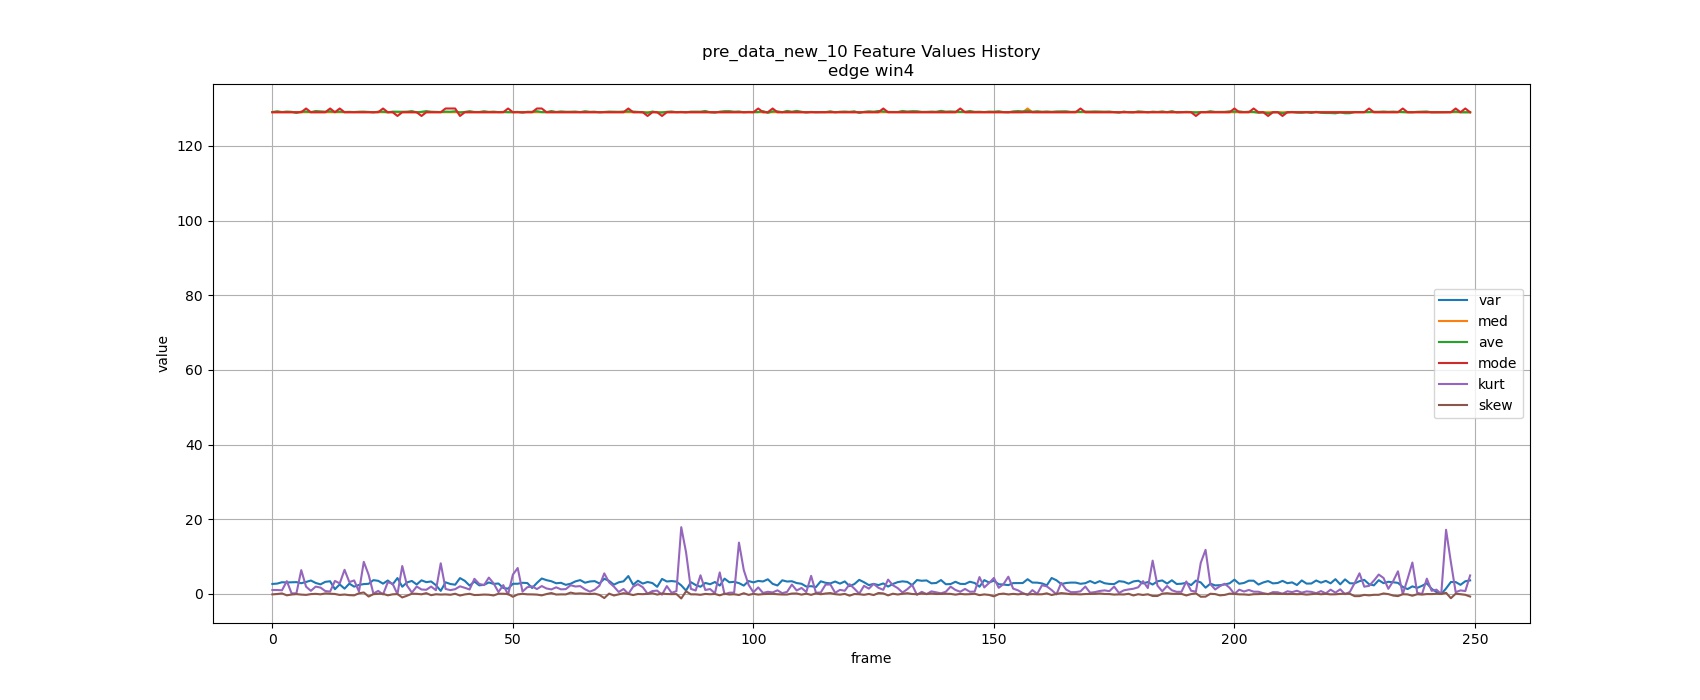 pre_data_new_10 Feature Values History
edge win4
value
120
100
80
60
40
20
0
0
50
100
150
200
250
frame
var
med
ave
mode
kurt
skew